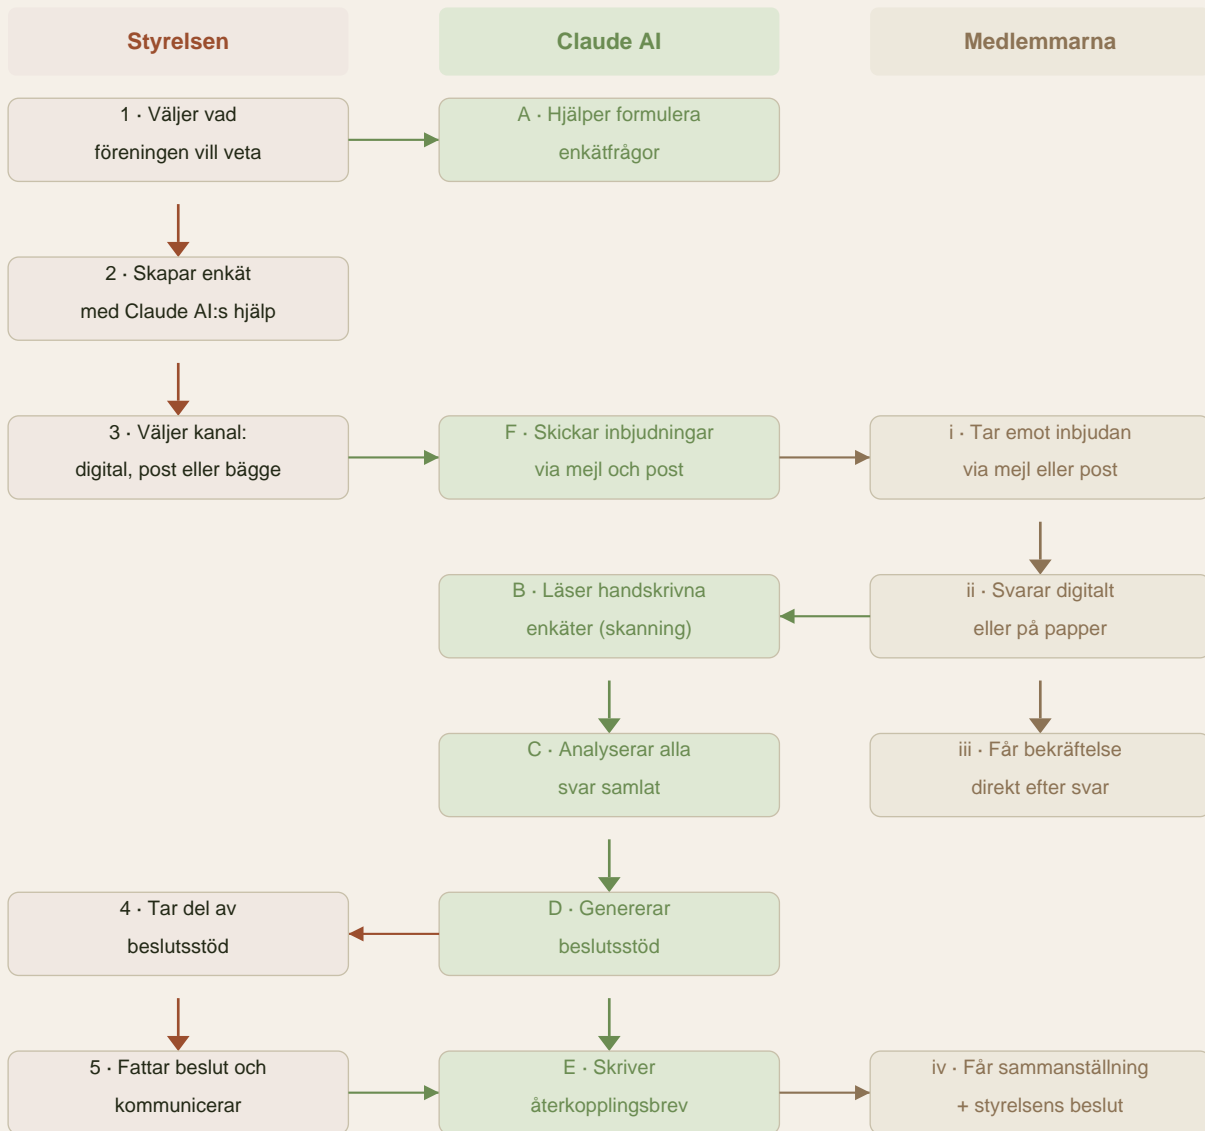 Styrelsen
Claude AI
Medlemmarna
1 · Väljer vad
föreningen vill veta
A · Hjälper formulera
enkätfrågor
2 · Skapar enkät
med Claude AI:s hjälp
3 · Väljer kanal:
digital, post eller bägge
F · Skickar inbjudningar
via mejl och post
i · Tar emot inbjudan
via mejl eller post
B · Läser handskrivna
enkäter (skanning)
ii · Svarar digitalt
eller på papper
C · Analyserar alla
svar samlat
iii · Får bekräftelse
direkt efter svar
4 · Tar del av
beslutsstöd
D · Genererar
beslutsstöd
5 · Fattar beslut och
kommunicerar
E · Skriver
återkopplingsbrev
iv · Får sammanställning
+ styrelsens beslut